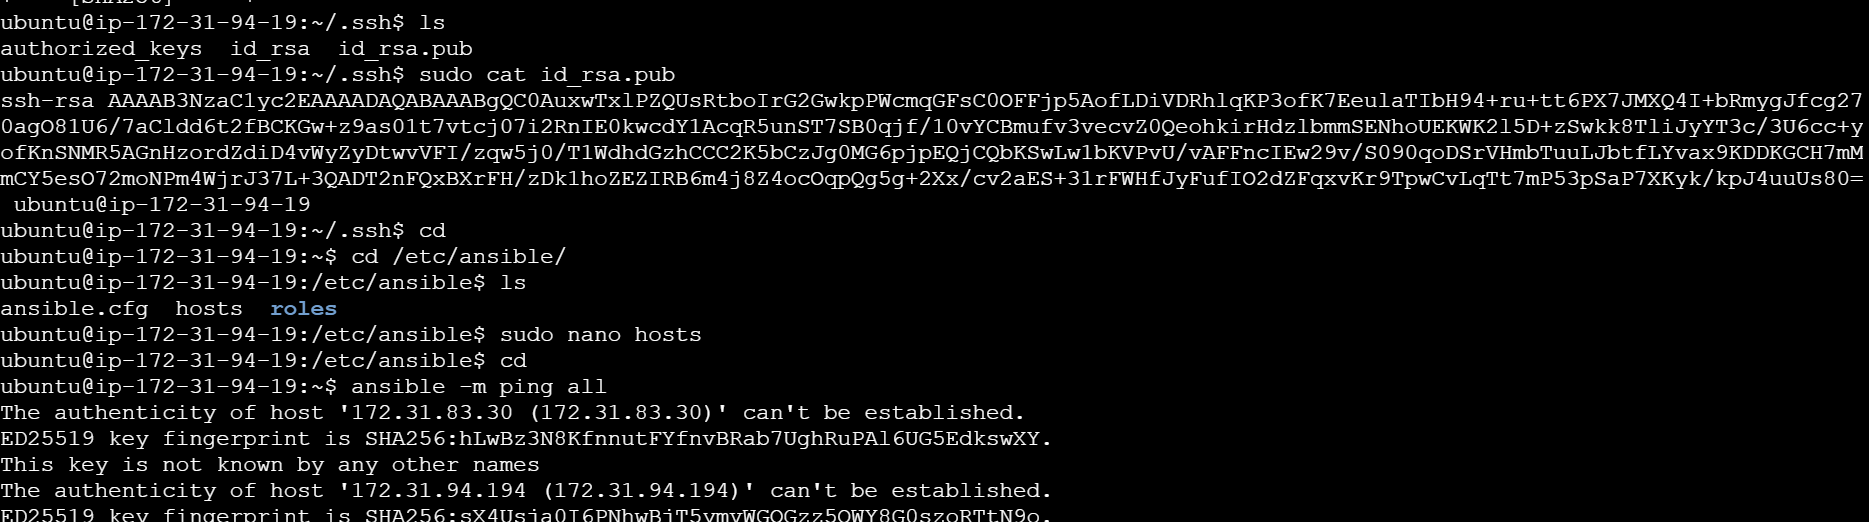 [SHA256]
ubuntu@ip-172-31-94-19:~/.ssh$ ls
authorized_keys  id_rsa  id_rsa.pub
ubuntu@ip-172-31-94-19:~/.ssh$ sudo cat id_rsa.pub
ssh-rsa AAAAB3NzaC1yc2EAAAADAQABAAABgQC0AuxwTxlPZQUsRtboIrG2GwkpPWcmqGFsC0OFFjp5AofLDiVDRhlqKP3ofK7EeulaTIbH94+ru+tt6PX7JMXQ4I+bRmygJfcg27
0agO81U6/7aCldd6t2fBCKGw+z9as01t7vtcj07i2RnIE0kwcdY1AcqR5unST7SB0qjf/10vYCBmufv3vecvZ0QeohkirHdzlbmmSENhoUEKWK2l5D+zSwkk8TliJyYT3c/3U6cc+y
ofKnSNMR5AGnHzordZdiD4vWyZyDtwvVFI/zqw5j0/T1WdhdGzhCCC2K5bCzJg0MG6pjpEQjCQbKSwLw1bKVPvU/vAFFncIEw29v/S090qoDSrVHmbTuuLJbtfLYvax9KDDKGCH7mM
mCY5esO72moNPm4WjrJ37L+3QADT2nFQxBXrFH/zDk1hoZEZIRB6m4j8Z4ocOqpQg5g+2Xx/cv2aES+31rFWHfJyFufIO2dZFqxvKr9TpwCvLqTt7mP53pSaP7XKyk/kpJ4uuUs80=
 ubuntu@ip-172-31-94-19
ubuntu@ip-172-31-94-19:~/.ssh$ cd
ubuntu@ip-172-31-94-19:~$ cd /etc/ansible/
ubuntu@ip-172-31-94-19:/etc/ansible$ ls
ansible.cfg  hosts  roles
ubuntu@ip-172-31-94-19:/etc/ansible$ sudo nano hosts
ubuntu@ip-172-31-94-19:/etc/ansible$ cd
ubuntu@ip-172-31-94-19:~$ ansible -m ping all
The authenticity of host '172.31.83.30 (172.31.83.30)' can't be established.
ED25519 key fingerprint is SHA256:hLwBz3N8KfnnutFYfnvBRab7UghRuPAl6UG5EdkswXY.
This key is not known by any other names
The authenticity of host '172.31.94.194 (172.31.94.194)' can't be established.
ED25519 key fingerprint is